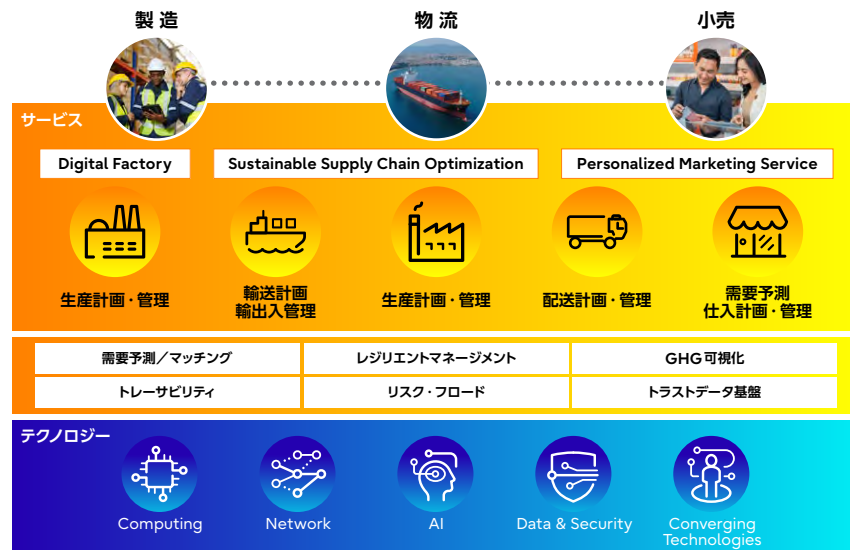 製造
物流
小売
サービス
Digital Factory
Sustainable Supply Chain Optimization
Personalized Marketing Service
生産計画・管理
輸送計画
輸出入管理
生産計画・管理
配送計画・管理
需要予測
仕入計画・管理
需要予測／マッチング
レジリエントマネージメント
GHG可視化
トレーサビリティ
リスク・フロード
トラストデータ基盤
テクノロジー
Computing
Network
AI
Data & Security
Converging
Technologies